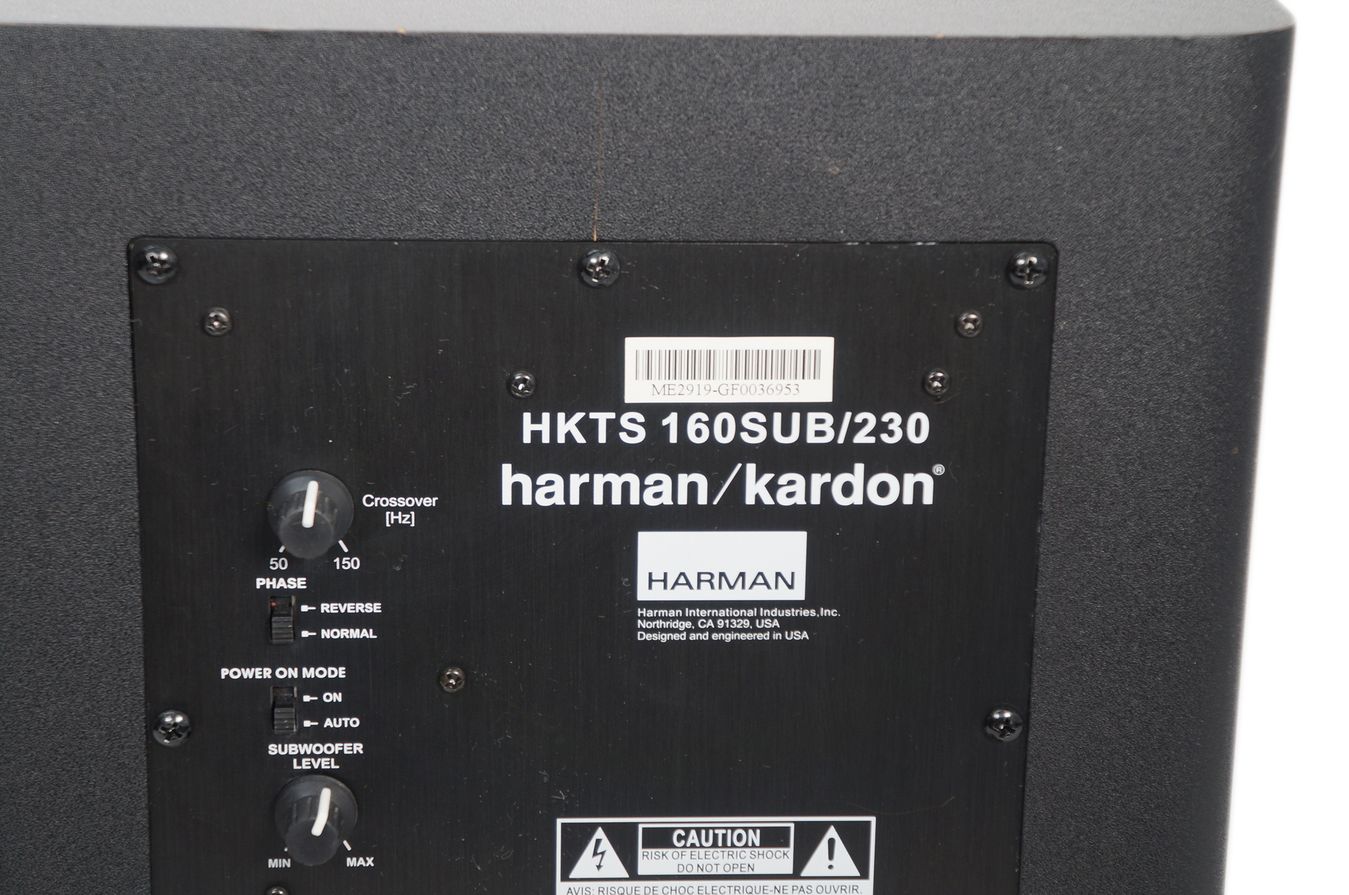 ME2919-GF0036953
HKTS 160SUB/230
harman/kardon®
HARMAN
Harman International Industries,Inc.
Northridge, CA 91329, USA
Designed and engineered in USA
Crossover
[Hz]
50 150
PHASE
REVERSE
NORMAL
POWER ON MODE
ON
AUTO
SUBWOOFER
LEVEL
MIN MAX
CAUTION
RISK OF ELECTRIC SHOCK
DO NOT OPEN
AVIS: RISQUE DE CHOC ELECTRIQUE-NE PAS OUVRIR.